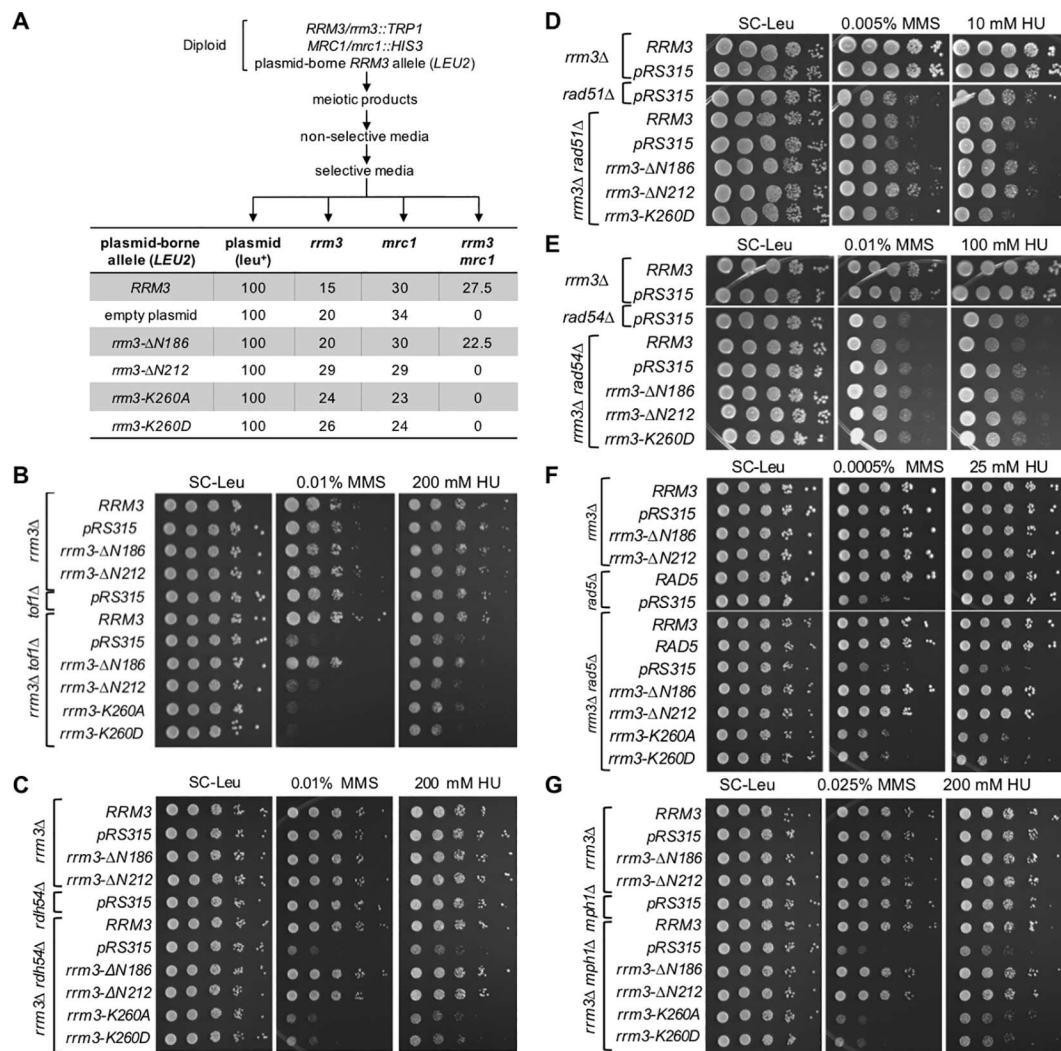 A
Diploid
RRM3/rrm3::TRP1
MRC1/mrc1::HIS3
plasmid-borne RRM3 allele (LEU2)
meiotic products
non-selective media
selective media
plasmid-borne allele (LEU2) plasmid (leu⁺) rrm3 mrc1 rrm3 mrc1
RRM3 100 15 30 27.5
empty plasmid 100 20 34 0
rrm3-ΔN186 100 20 30 22.5
rrm3-ΔN212 100 29 29 0
rrm3-K260A 100 24 23 0
rrm3-K260D 100 26 24 0
B
SC-Leu 0.01% MMS 200 mM HU
rrm3Δ
RRM3
pRS315
rrm3-ΔN186
rrm3-ΔN212
tof1Δ
pRS315
rrm3Δ tof1Δ
RRM3
pRS315
rrm3-ΔN186
rrm3-ΔN212
rrm3-K260A
rrm3-K260D
C
SC-Leu 0.01% MMS 200 mM HU
rrm3Δ
RRM3
pRS315
rrm3-ΔN186
rrm3-ΔN212
rdh54Δ
pRS315
rrm3Δ rdh54Δ
RRM3
pRS315
rrm3-ΔN186
rrm3-ΔN212
rrm3-K260A
rrm3-K260D
D
SC-Leu 0.005% MMS 10 mM HU
rrm3Δ
RRM3
pRS315
rad51Δ
pRS315
rrm3Δ rad51Δ
RRM3
pRS315
rrm3-ΔN186
rrm3-ΔN212
rrm3-K260D
E
SC-Leu 0.01% MMS 100 mM HU
rrm3Δ
RRM3
pRS315
rad54Δ
pRS315
rrm3Δ rad54Δ
RRM3
pRS315
rrm3-ΔN186
rrm3-ΔN212
rrm3-K260D
F
SC-Leu 0.0005% MMS 25 mM HU
rrm3Δ
RRM3
pRS315
rrm3-ΔN186
rrm3-ΔN212
rad5Δ
RAD5
pRS315
rrm3Δ rad5Δ
RRM3
RAD5
pRS315
rrm3-ΔN186
rrm3-ΔN212
rrm3-K260A
rrm3-K260D
G
SC-Leu 0.025% MMS 200 mM HU
rrm3Δ
RRM3
pRS315
rrm3-ΔN186
rrm3-ΔN212
mph1Δ
pRS315
rrm3Δ mph1Δ
RRM3
pRS315
rrm3-ΔN186
rrm3-ΔN212
rrm3-K260A
rrm3-K260D